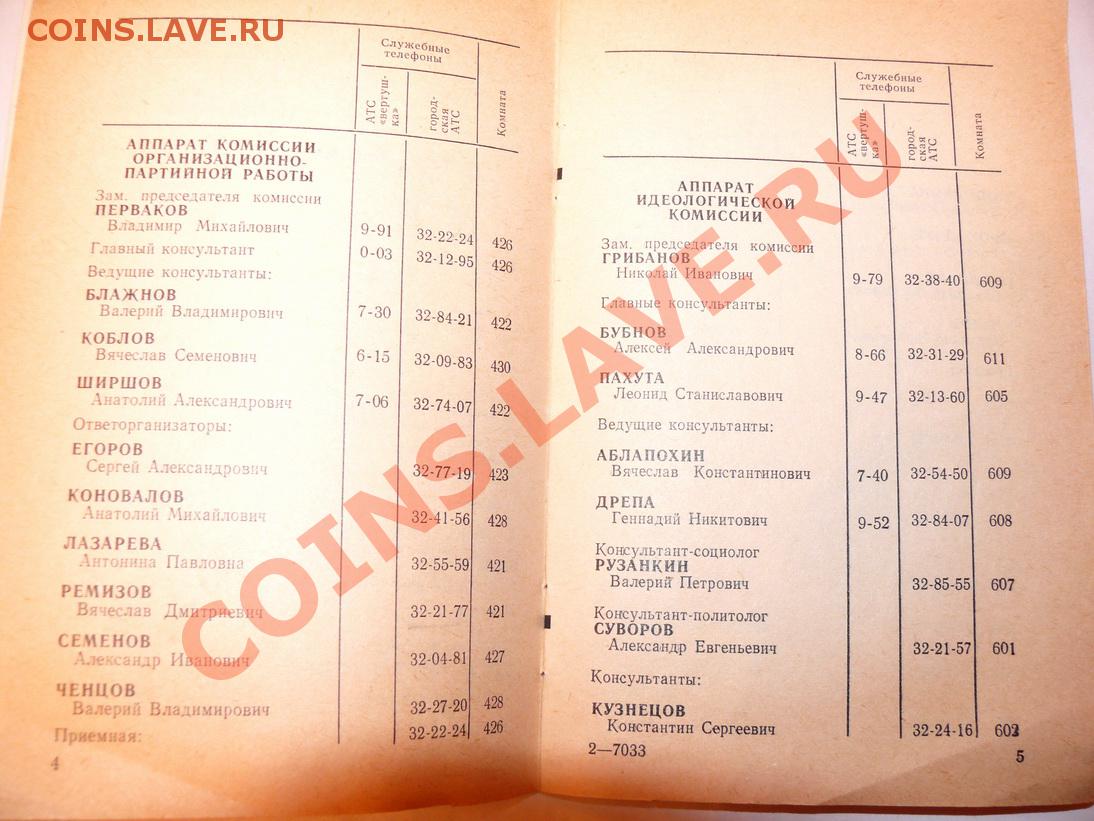 COINS.LAVE.RU
Служебные
телефоны
АТС
«вертуш-
ка»
город-
ская
АТС
Комната
АППАРАТ КОМИССИИ
ОРГАНИЗАЦИОННО-
ПАРТИЙНОЙ РАБОТЫ
Зам. председателя комиссии
ПЕРВАКОВ
Владимир Михайлович 9-91 32-22-24 426
Главный консультант 0-03 32-12-95 426
Ведущие консультанты:
БЛАЖНОВ
Валерий Владимирович 7-30 32-84-21 422
КОБЛОВ
Вячеслав Семенович 6-15 32-09-83 430
ШИРШОВ
Анатолий Александрович 7-06 32-74-07 422
Ответорганизаторы:
ЕГОРОВ
Сергей Александрович 32-77-19 423
КОНОВАЛОВ
Анатолий Михайлович 32-41-56 428
ЛАЗАРЕВА
Антонина Павловна 32-55-59 421
РЕМИЗОВ
Вячеслав Дмитриевич 32-21-77 421
СЕМЕНОВ
Александр Иванович 32-04-81 427
ЧЕНЦОВ
Валерий Владимирович 32-27-20 428
Приемная: 32-22-24 426
4
Служебные
телефоны
АТС
«вертуш-
ка»
город-
ская
АТС
Комната
АППАРАТ
ИДЕОЛОГИЧЕСКОЙ
КОМИССИИ
Зам. председателя комиссии
ГРИБАНОВ
Николай Иванович 9-79 32-38-40 609
Главные консультанты:
БУБНОВ
Алексей Александрович 8-66 32-31-29 611
ПАХУТА
Леонид Станиславович 9-47 32-13-60 605
Ведущие консультанты:
АБЛАПОХИН
Вячеслав Константинович 7-40 32-54-50 609
ДРЕПА
Геннадий Никитович 9-52 32-84-07 608
Консультант-социолог
РУЗАНКИН
Валерий Петрович 32-85-55 607
Консультант-политолог
СУВОРОВ
Александр Евгеньевич 32-21-57 601
Консультанты:
КУЗНЕЦОВ
Константин Сергеевич 32-24-16
2—7033
5
COINS.LAVE.RU